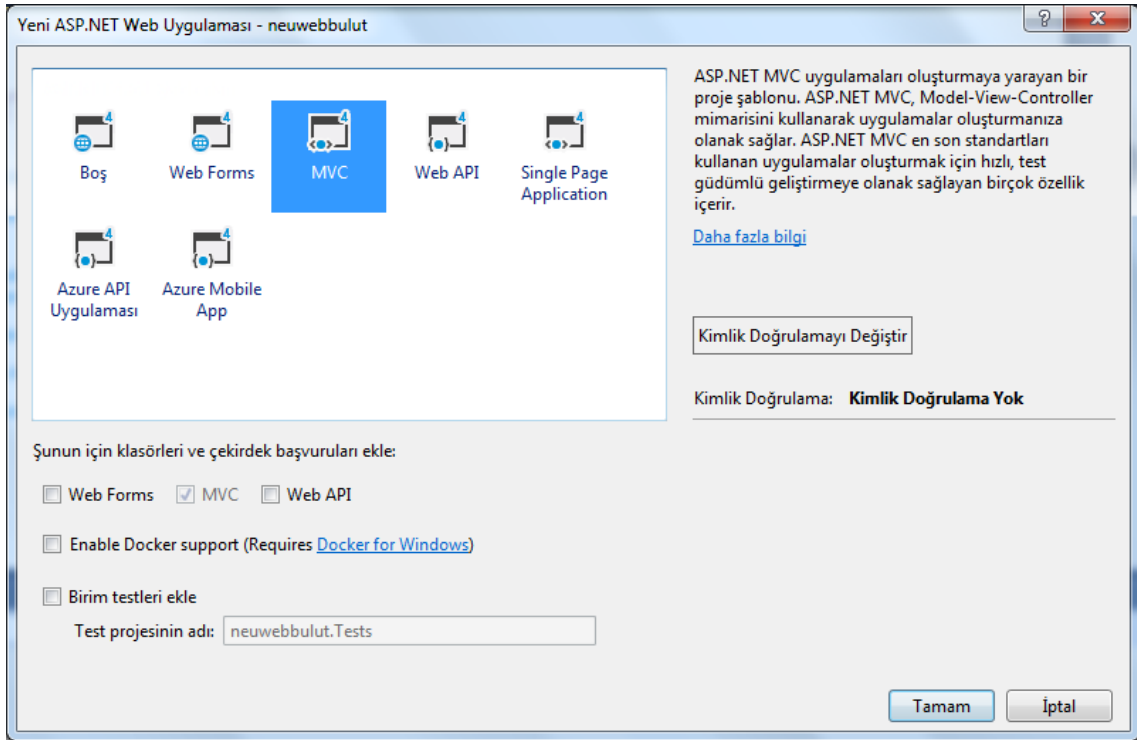 Yeni ASP.NET Web Uygulaması - neuwebbulut
Boş
Web Forms
MVC
Web API
Single Page
Application
Azure API
Uygulaması
Azure Mobile
App
ASP.NET MVC uygulamaları oluşturmaya yarayan bir
proje şablonu. ASP.NET MVC, Model-View-Controller
mimarisini kullanarak uygulamalar oluşturmanıza
olanak sağlar. ASP.NET MVC en son standartları
kullanan uygulamalar oluşturmak için hızlı, test
güdümlü geliştirmeye olanak sağlayan birçok özellik
içerir.
Daha fazla bilgi
Kimlik Doğrulamayı Değiştir
Kimlik Doğrulama: Kimlik Doğrulama Yok
Şunun için klasörleri ve çekirdek başvuruları ekle:
Web Forms MVC Web API
Enable Docker support (Requires Docker for Windows)
Birim testleri ekle
Test projesinin adı: neuwebbulut.Tests
Tamam İptal